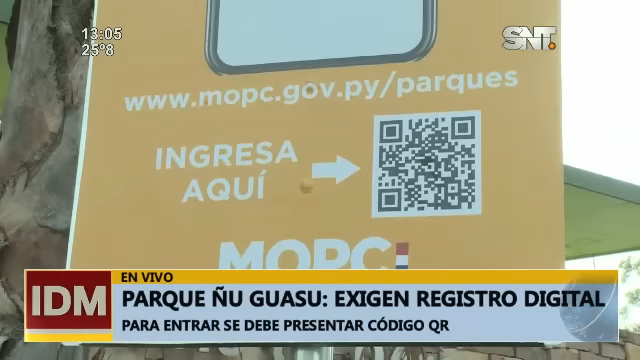 13:05
25°8
SNT.
www.mopc.gov.py/parques
INGRESA
AQUÍ
MOPC
EN VIVO
IDM
PARQUE ÑU GUASU: EXIGEN REGISTRO DIGITAL
PARA ENTRAR SE DEBE PRESENTAR CÓDIGO QR